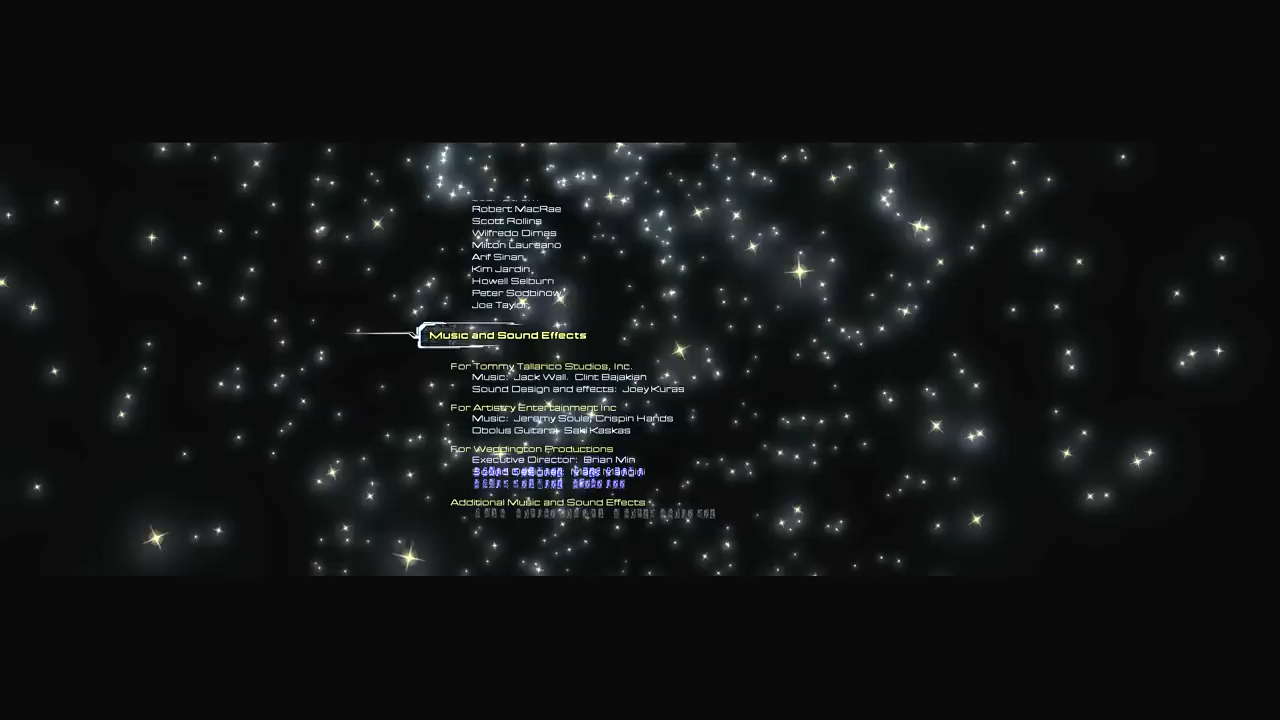 Robert MacRae
Scott Rollins
Wilfredo Dimas
Milton Laureano
Arif Sinan
Kim Jardin
Howell Selburn
Peter Sodbinow
Joe Taylor
Music and Sound Effects
For Tommy Tallarico Studios, Inc.
Music: Jack Wall. Clint Bajakian
Sound Design and effects: Joey Kuras
For Artistry Entertainment Inc
Music: Jeremy Soule, Crispin Hands
Obolus Guitars: Saki Kaskas
For Weddington Productions
Executive Director: Brian Min
Additional Music and Sound Effects